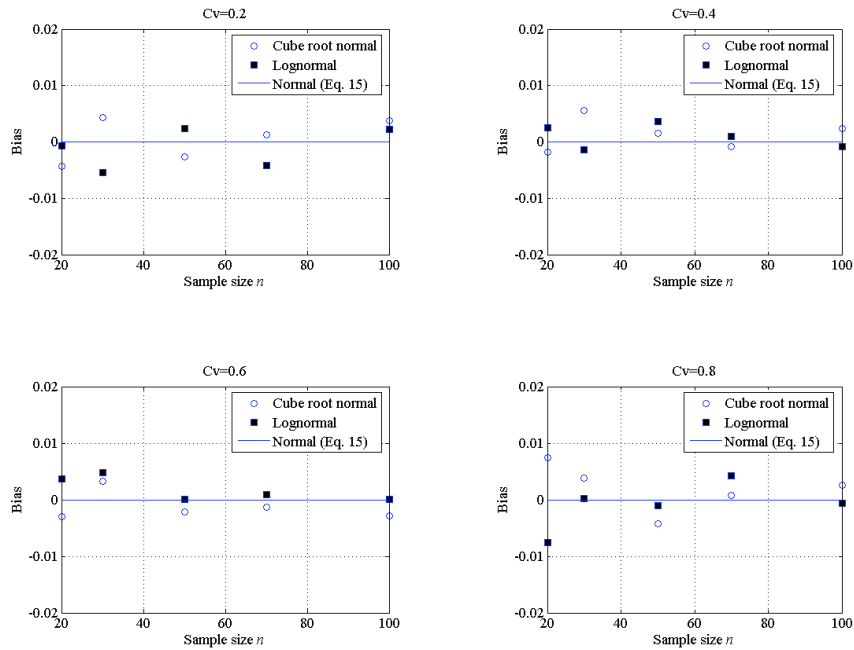 Cv=0.2
0.02
0.01
0
-0.01
-0.02
Bias
20
40
60
80
100
Sample size n
Cube root normal
Lognormal
Normal (Eq. 15)
Cv=0.4
0.02
0.01
0
-0.01
-0.02
Bias
20
40
60
80
100
Sample size n
Cube root normal
Lognormal
Normal (Eq. 15)
Cv=0.6
0.02
0.01
0
-0.01
-0.02
Bias
20
40
60
80
100
Sample size n
Cube root normal
Lognormal
Normal (Eq. 15)
Cv=0.8
0.02
0.01
0
-0.01
-0.02
Bias
20
40
60
80
100
Sample size n
Cube root normal
Lognormal
Normal (Eq. 15)